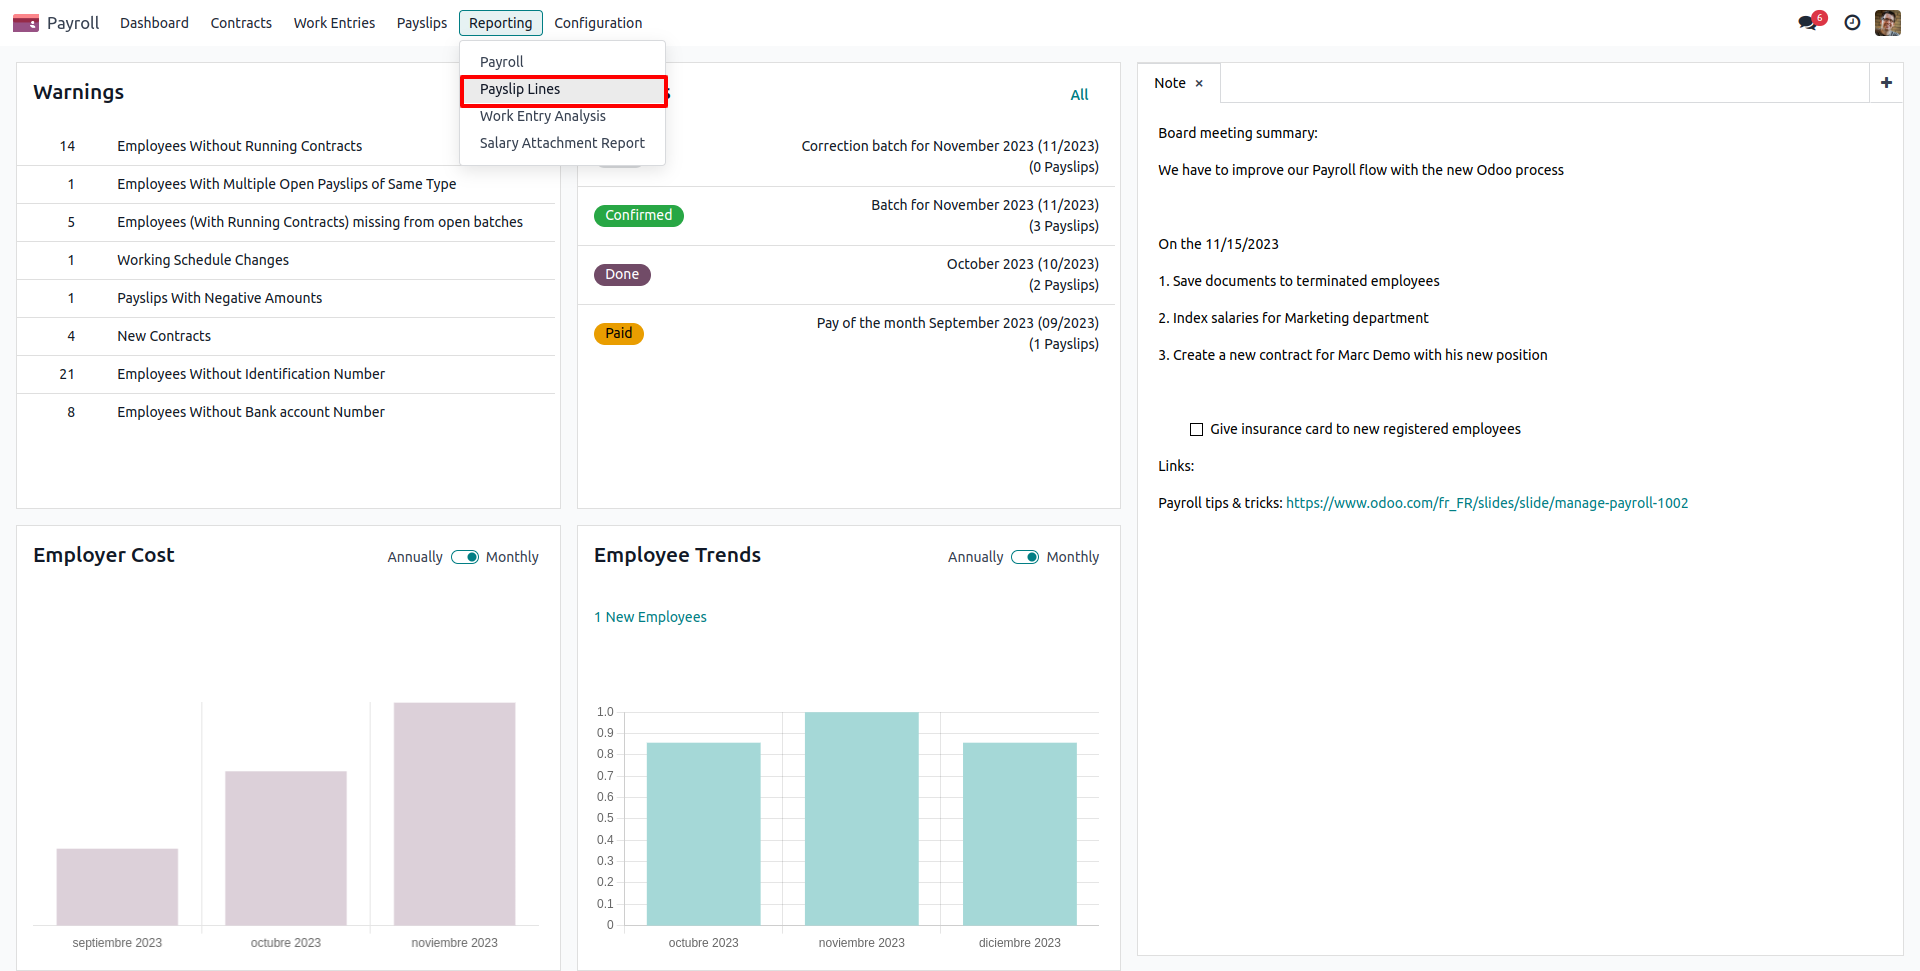 Payroll Dashboard Contracts Work Entries Payslips Reporting Configuration 6
Payroll
Payslip Lines
Work Entry Analysis
Salary Attachment Report
Warnings
14 Employees Without Running Contracts
1 Employees With Multiple Open Payslips of Same Type
5 Employees (With Running Contracts) missing from open batches
1 Working Schedule Changes
1 Payslips With Negative Amounts
4 New Contracts
21 Employees Without Identification Number
8 Employees Without Bank account Number
All
Correction batch for November 2023 (11/2023)
(0 Payslips)
Confirmed Batch for November 2023 (11/2023)
(3 Payslips)
Done October 2023 (10/2023)
(2 Payslips)
Paid Pay of the month September 2023 (09/2023)
(1 Payslips)
Note × +
Board meeting summary:
We have to improve our Payroll flow with the new Odoo process
On the 11/15/2023
1. Save documents to terminated employees
2. Index salaries for Marketing department
3. Create a new contract for Marc Demo with his new position
Give insurance card to new registered employees
Links:
Payroll tips & tricks: https://www.odoo.com/fr_FR/slides/slide/manage-payroll-1002
Employer Cost Annually Monthly
septiembre 2023 octubre 2023 noviembre 2023
Employee Trends Annually Monthly
1 New Employees
1.0
0.9
0.8
0.7
0.6
0.5
0.4
0.3
0.2
0.1
0
octubre 2023 noviembre 2023 diciembre 2023